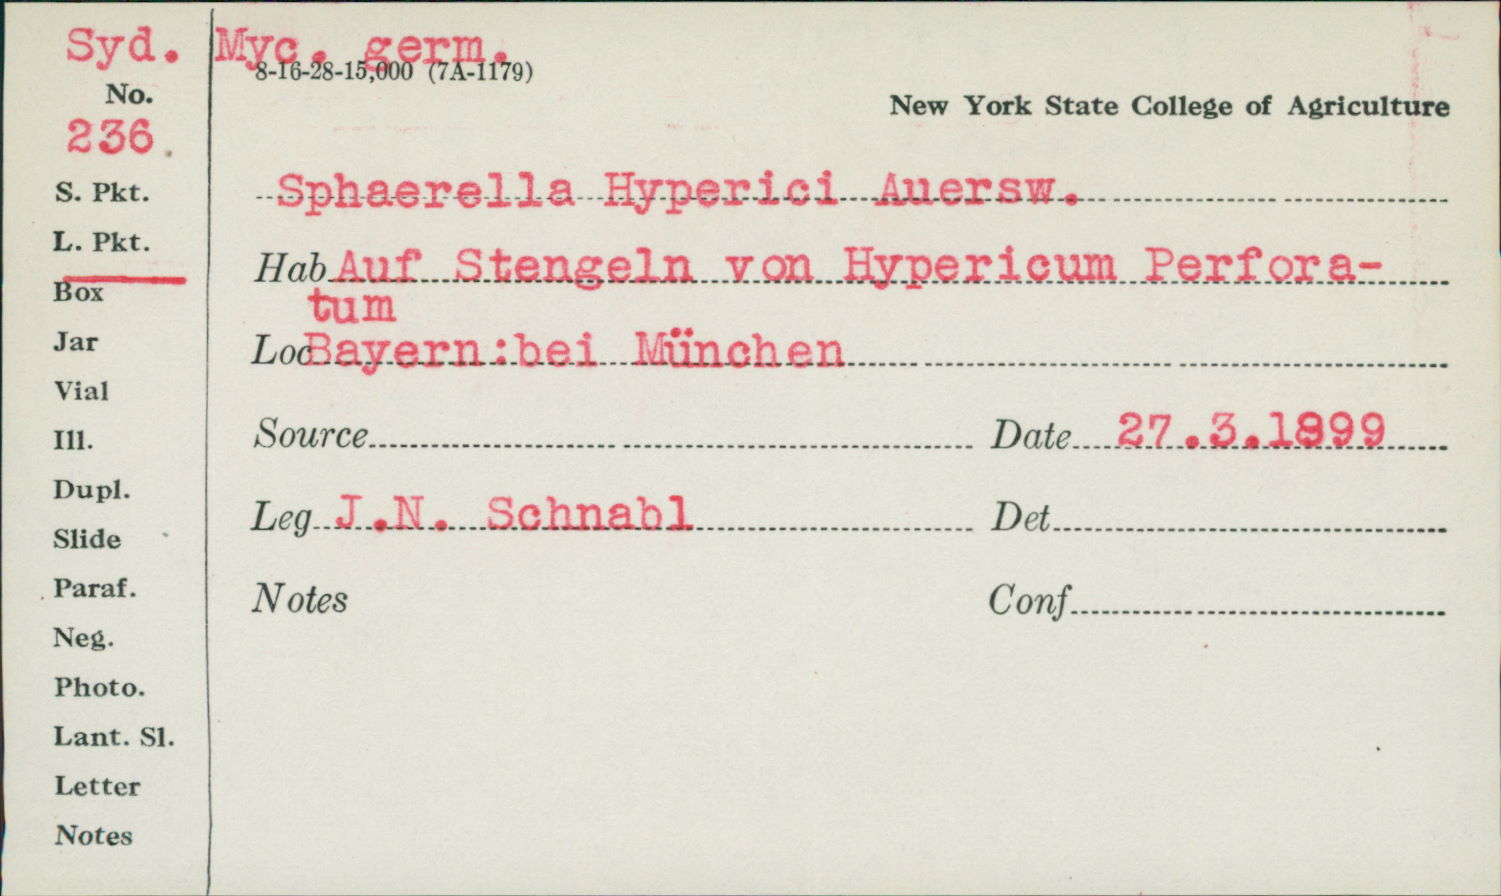 Syd. Myc. germ.
8-16-28-15,000 (7A-1179)
No.
New York State College of Agriculture
236
S. Pkt.
Sphaerella Hyperici Auersw.
L. Pkt.
Hab Auf Stengeln von Hypericum Perfora-
tum
Box
Jar
Loc Bayern:bei München
Vial
Ill.
Source
Date 27.3.1899
Dupl.
Leg J.N. Schnabl
Det
Slide
Paraf.
Notes
Conf
Neg.
Photo.
Lant. Sl.
Letter
Notes